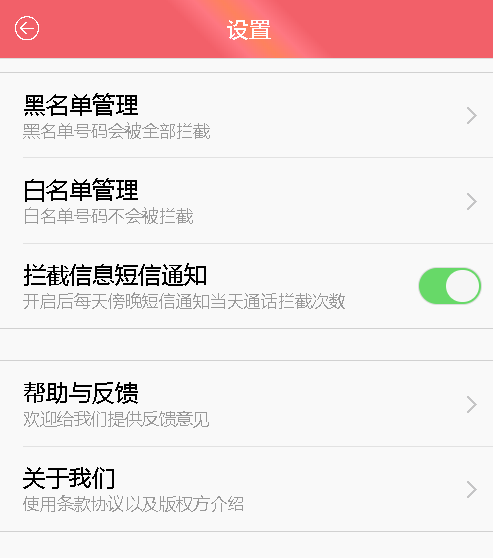 设置
黑名单管理
黑名单号码会被全部拦截
白名单管理
白名单号码不会被拦截
拦截信息短信通知
开启后每天傍晚短信通知当天通话拦截次数
帮助与反馈
欢迎给我们提供反馈意见
关于我们
使用条款协议以及版权方介绍